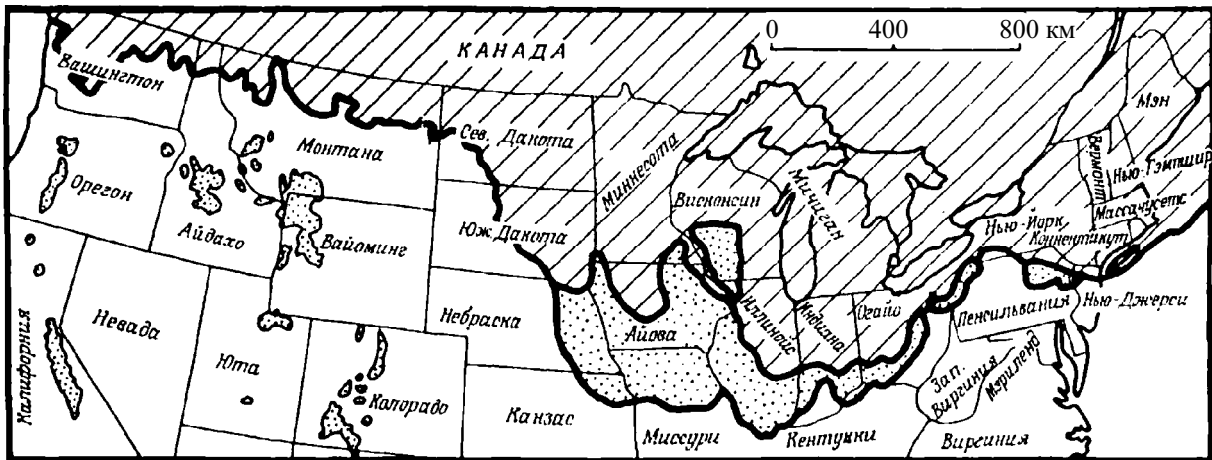 КАНАДА
0 400 800 км
Вашингтон
Орегон
Айдахо
Монтана
Вайоминг
Сев. Дакота
Юж Дакота
Небраска
Миннесота
Висконсин
Мичиган
Айова
Иллинойс
Индиана
Огайо
Нью-Йорк
Коннентикут
Пенсильвания
Нью-Джерси
Мэн
Вермонт
Нью-Гэмпшир
Массачусетс
Калифорния
Невада
Юта
Колорадо
Канзас
Миссури
Кентукки
Зап.
Виргиния
Мэриленд
Виргиния